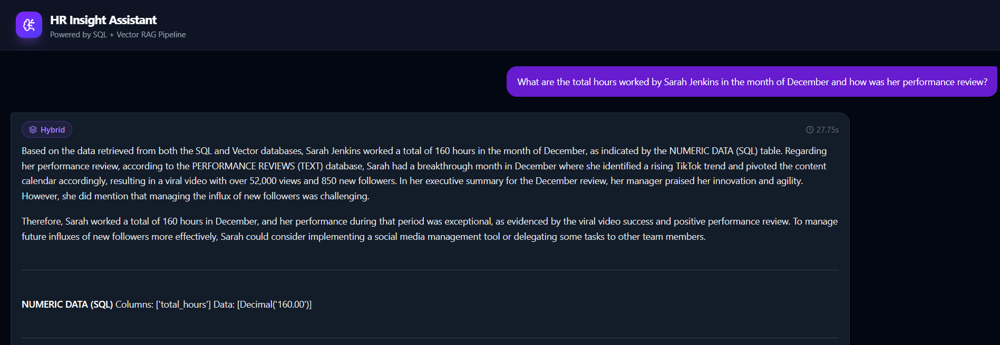 HR Insight Assistant
Powered by SQL + Vector RAG Pipeline
What are the total hours worked by Sarah Jenkins in the month of December and how was her performance review?
Hybrid
27.75s
Based on the data retrieved from both the SQL and Vector databases, Sarah Jenkins worked a total of 160 hours in the month of December, as indicated by the NUMERIC DATA (SQL) table. Regarding
her performance review, according to the PERFORMANCE REVIEWS (TEXT) database, Sarah had a breakthrough month in December where she identified a rising TikTok trend and pivoted the content
calendar accordingly, resulting in a viral video with over 52,000 views and 850 new followers. In her executive summary for the December review, her manager praised her innovation and agility.
However, she did mention that managing the influx of new followers was challenging.
Therefore, Sarah worked a total of 160 hours in December, and her performance during that period was exceptional, as evidenced by the viral video success and positive performance review. To manage
future influxes of new followers more effectively, Sarah could consider implementing a social media management tool or delegating some tasks to other team members.
NUMERIC DATA (SQL) Columns: ['total_hours'] Data: [Decimal('160.00')]